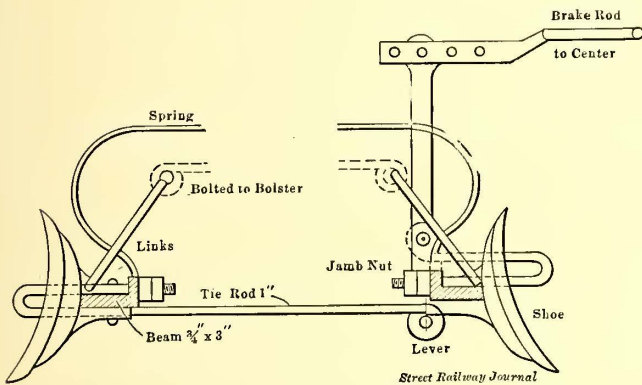 Brake Rod
to Center
Spring
Bolted to Bolster
Links
Jamb Nut
Tie Rod 1"
Shoe
Beam ¾" x 3"
Lever
Street Railway Journal